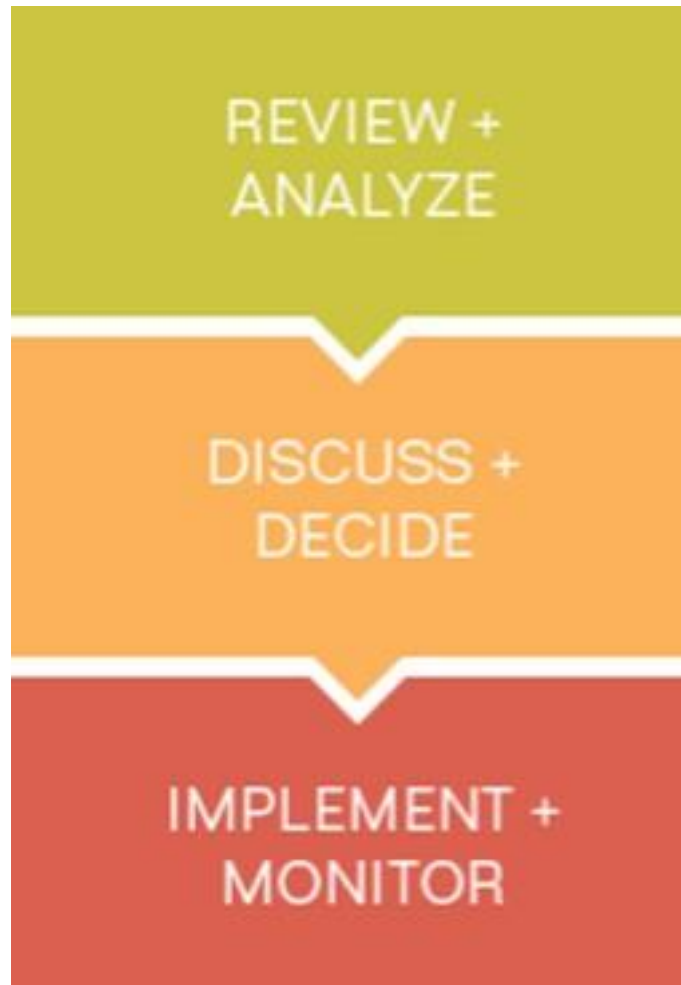 REVIEW +
ANALYZE
DISCUSS +
DECIDE
IMPLEMENT +
MONITOR